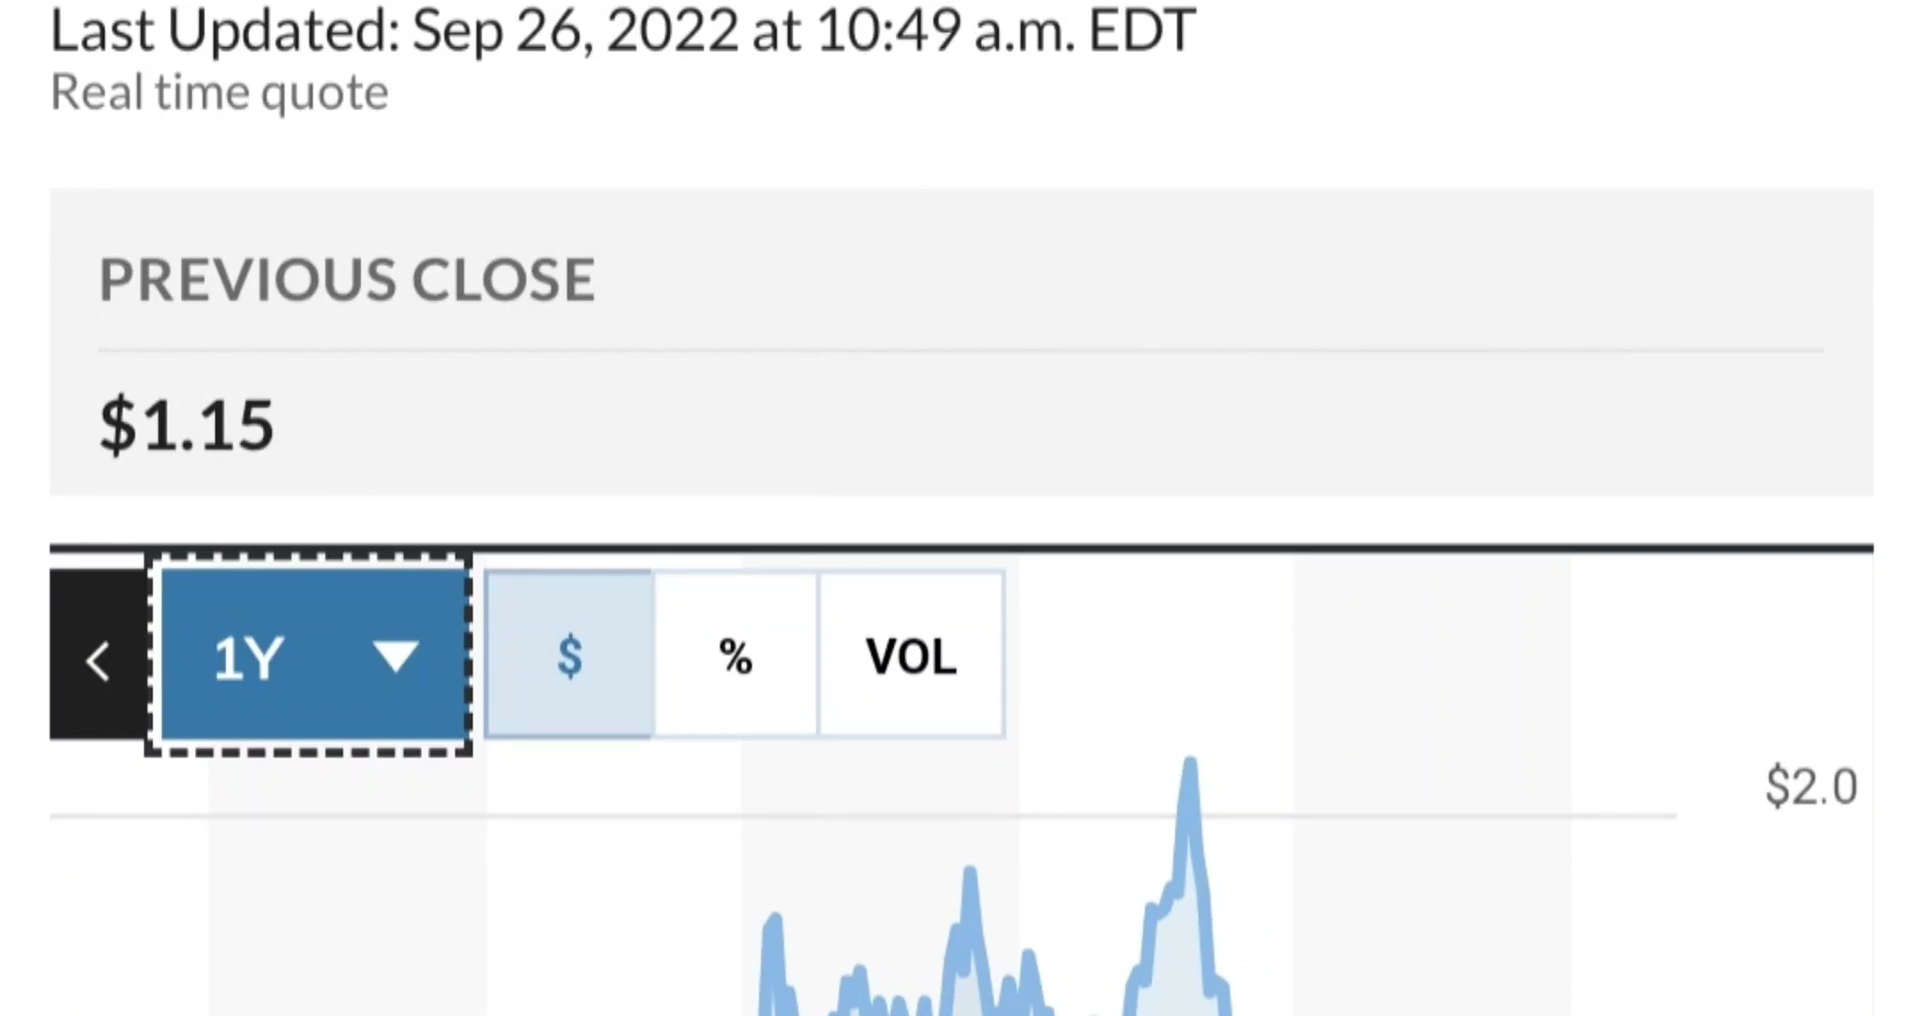 Last Updated: Sep 26, 2022 at 10:49 a.m. EDT
Real time quote
PREVIOUS CLOSE
$1.15
1Y $ % VOL
$2.0